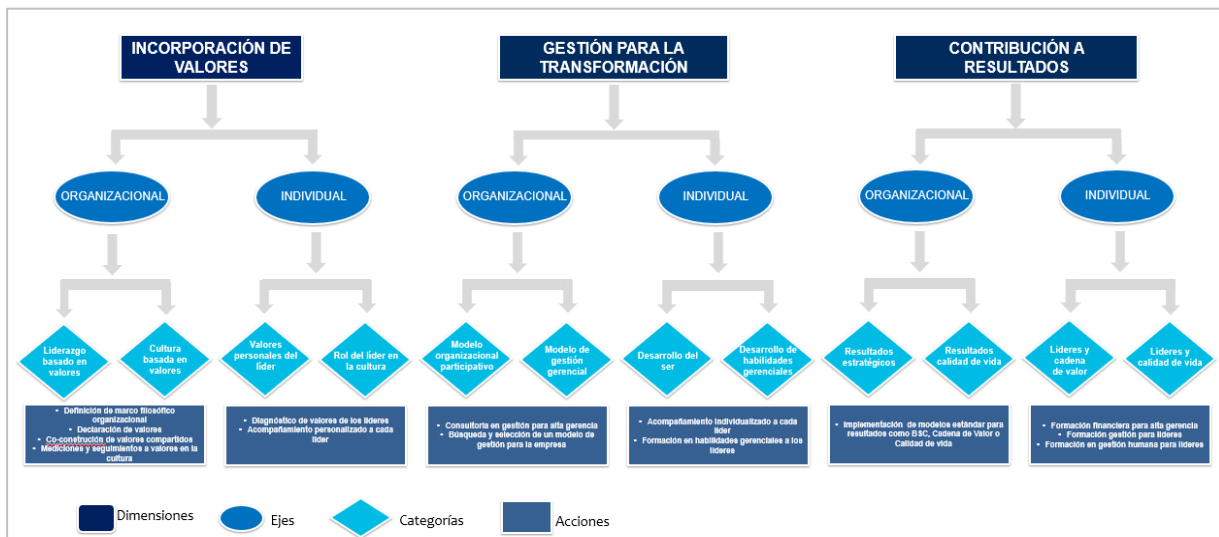 INCORPORACIÓN DE
VALORES
GESTIÓN PARA LA
TRANSFORMACIÓN
CONTRIBUCIÓN A
RESULTADOS
ORGANIZACIONAL
INDIVIDUAL
ORGANIZACIONAL
INDIVIDUAL
ORGANIZACIONAL
INDIVIDUAL
Liderazgo
basado en
valores
Cultura
basada en
valores
Valores
personales del
líder
Rol del líder en
la cultura
Modelo
organizacional
participativo
Modelo de
gestión
gerencial
Desarrollo del
ser
Desarrollo de
habilidades
gerenciales
Resultados
estratégicos
Resultados
calidad de vida
Lideres y
cadena
de valor
Lideres y
calidad de vida
• Definición de marco filosófico
organizacional
• Declaración de valores
• Co-construción de valores compartidos
• Mediciones y seguimientos a valores en la
cultura
• Diagnóstico de valores de los líderes
• Acompañamiento personalizado a cada
líder
• Consultoría en gestión para alta gerencia
• Búsqueda y selección de un modelo de
gestión para la empresa
• Acompañamiento individualizado a cada
líder
• Formación en habilidades gerenciales a los
líderes
• Implementación de modelos estándar para
resultados como BSC, Cadena de Valor o
Calidad de vida
• Formación financiera para alta gerencia
• Formación gestión para líderes
• Formación en gestión humana para líderes
Dimensiones
Ejes
Categorías
Acciones